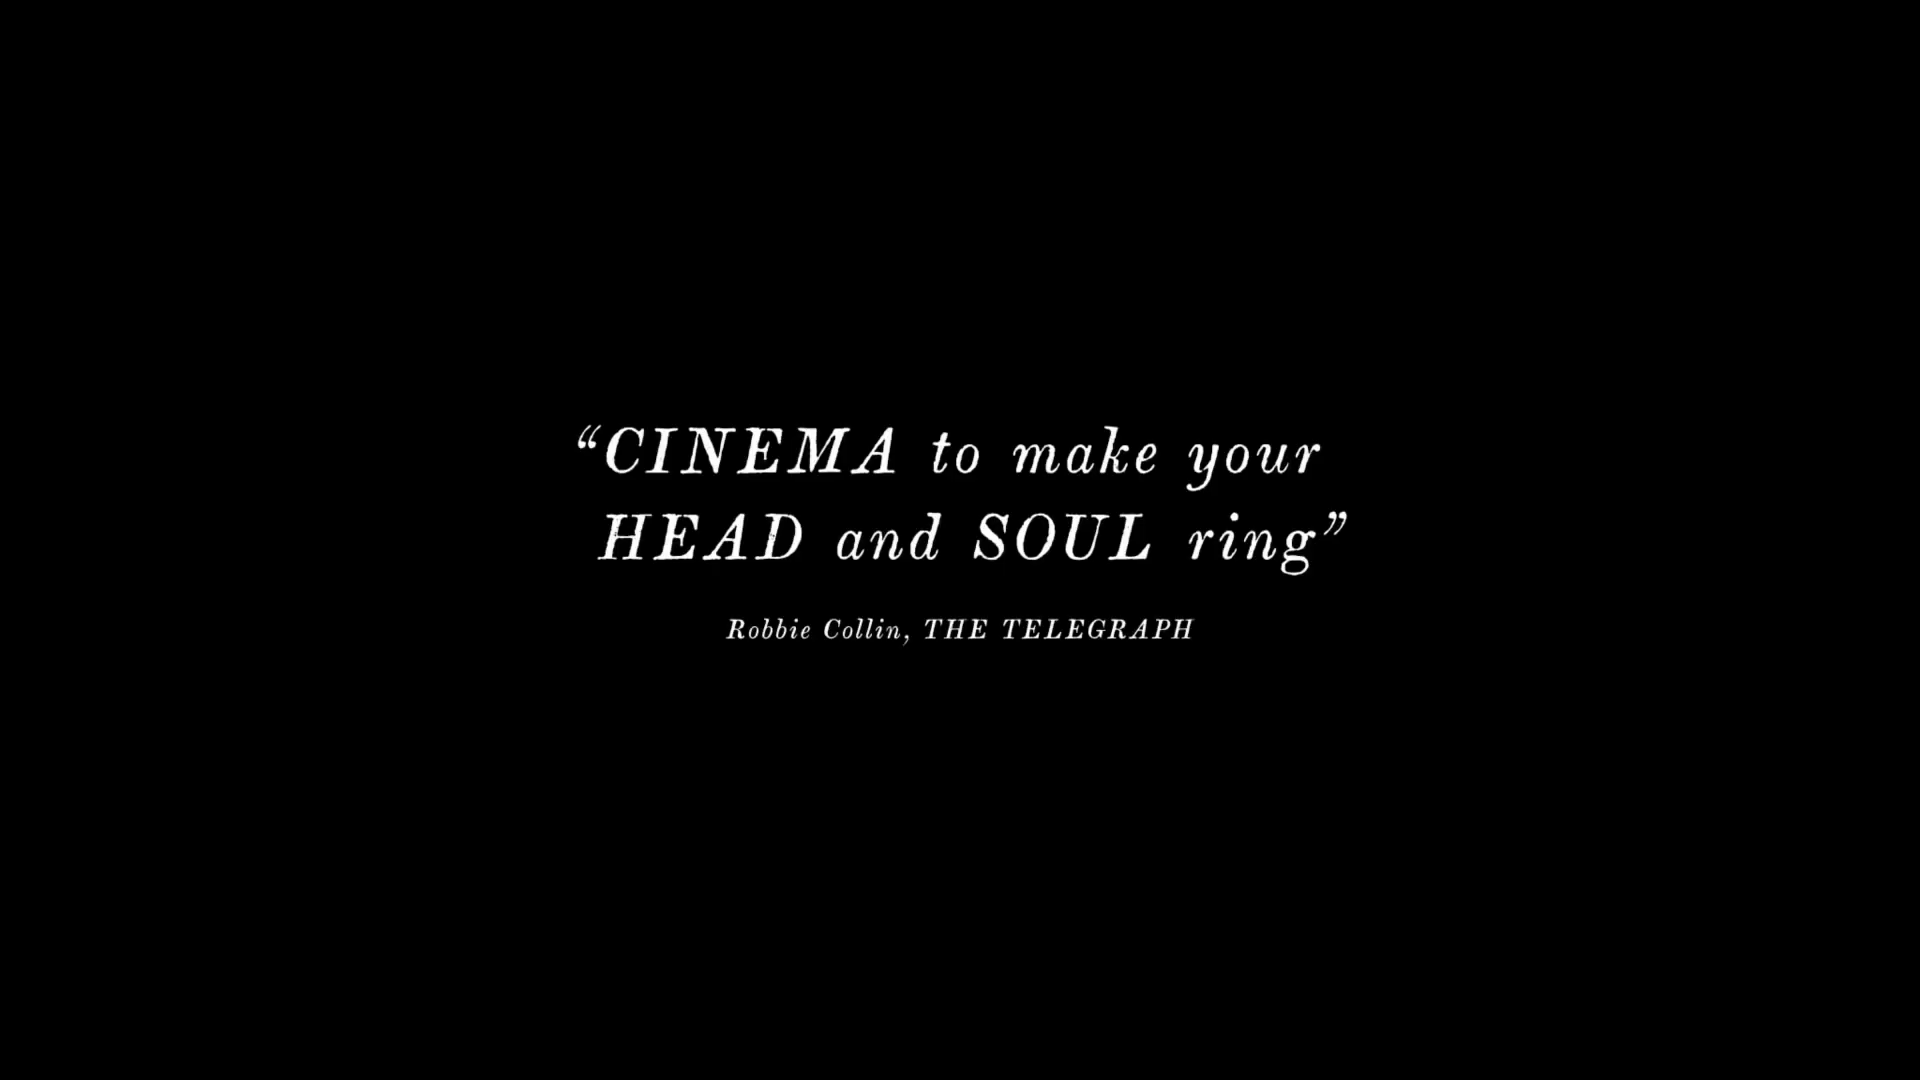 “CINEMA to make your
HEAD and SOUL ring”
Robbie Collin, THE TELEGRAPH